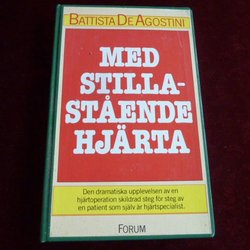 BATTISTA DE AGOSTINI
MED
STILLA-
STÅENDE
HJÄRTA
Den dramatiska upplevelsen av en
hjärtoperation skildrad steg för steg av
en patient som själv är hjärtspecialist.
FORUM